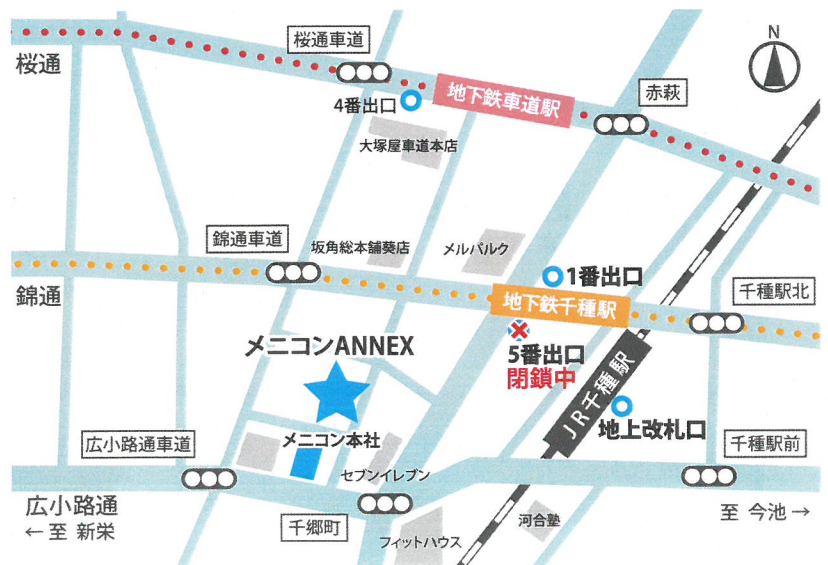 N
桜通車道
桜通
4番出口
地下鉄車道駅
赤萩
大塚屋車道本店
錦通車道
坂角総本舗葵店
メルパルク
1番出口
錦通
地下鉄千種駅
千種駅北
5番出口
閉鎖中
メニコンANNEX
JR千種駅
地上改札口
メニコン本社
広小路通車道
千種駅前
セブンイレブン
広小路通
←至 新栄
千郷町
フィットハウス
河合塾
至 今池→